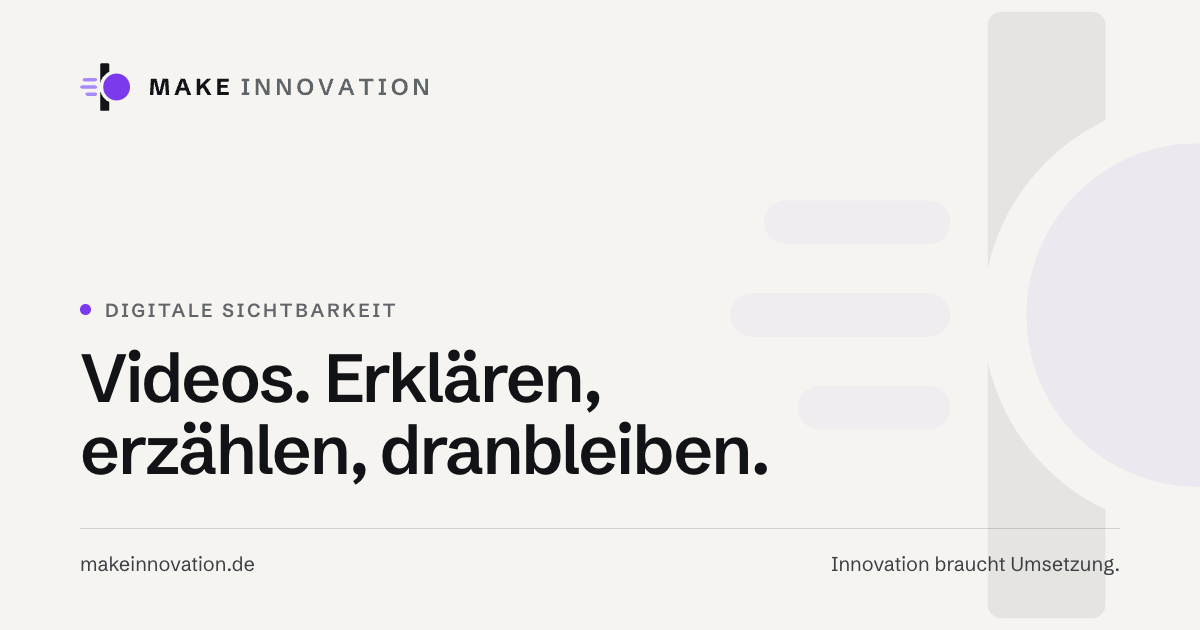 MAKE INNOVATION
DIGITALE SICHTBARKEIT
Videos. Erklären,
erzählen, dranbleiben.
makeinnovation.de
Innovation braucht Umsetzung.